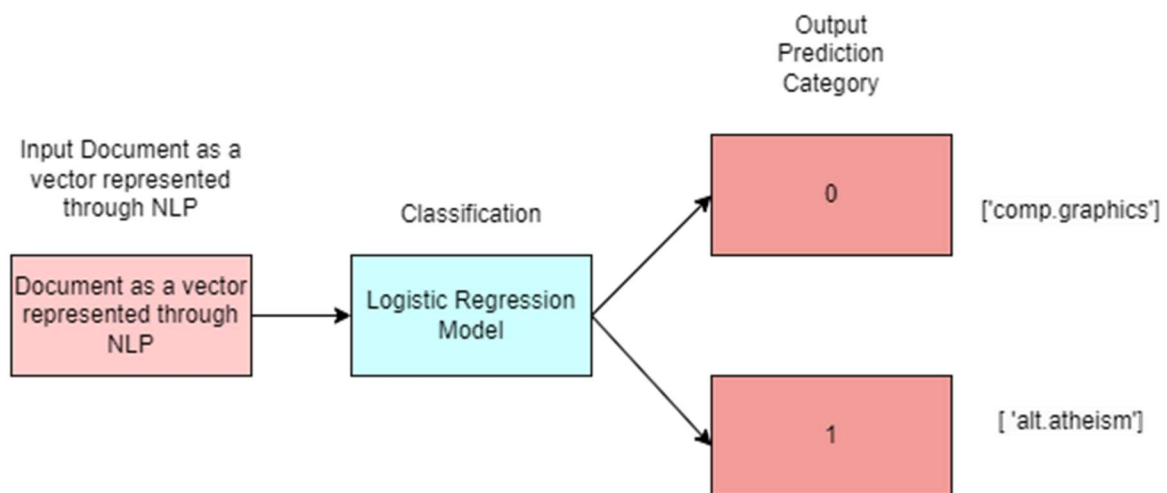 Output
Prediction
Category
Input Document as a
vector represented
through NLP
Classification
0
['comp.graphics']
Document as a vector
represented through
NLP
Logistic Regression
Model
1
[ 'alt.atheism']